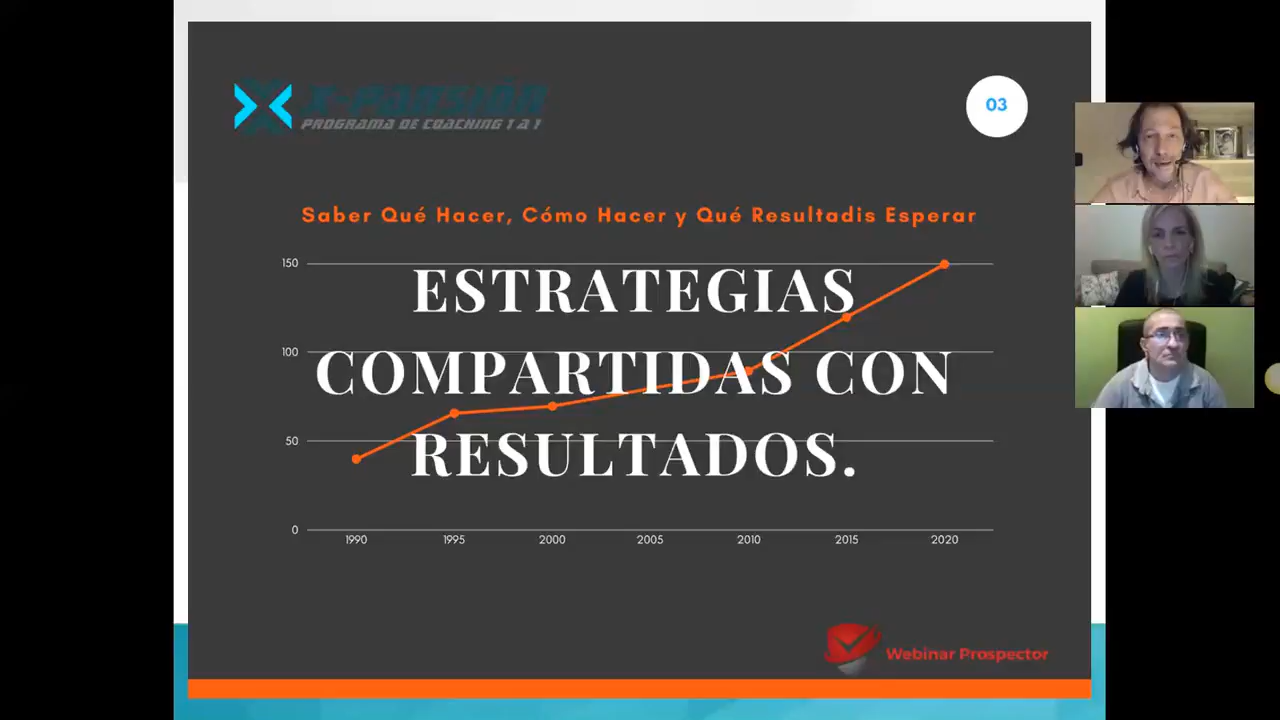 X-PANSIÓN
PROGRAMA DE COACHING 1 A 1
03
Saber Qué Hacer, Cómo Hacer y Qué Resultadis Esperar
150
ESTRATEGIAS
100
COMPARTIDAS CON
50
RESULTADOS.
0
1990 1995 2000 2005 2010 2015 2020
Webinar Prospector